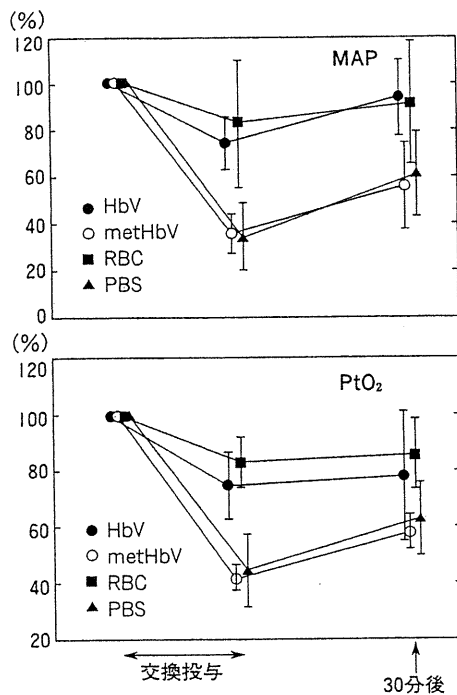 (%)
MAP
120
100
80
60
40
20
0
● HbV
○ metHbV
■ RBC
▲ PBS
(%)
PtO₂
120
100
80
60
40
20
● HbV
○ metHbV
■ RBC
▲ PBS
交換投与
30分後